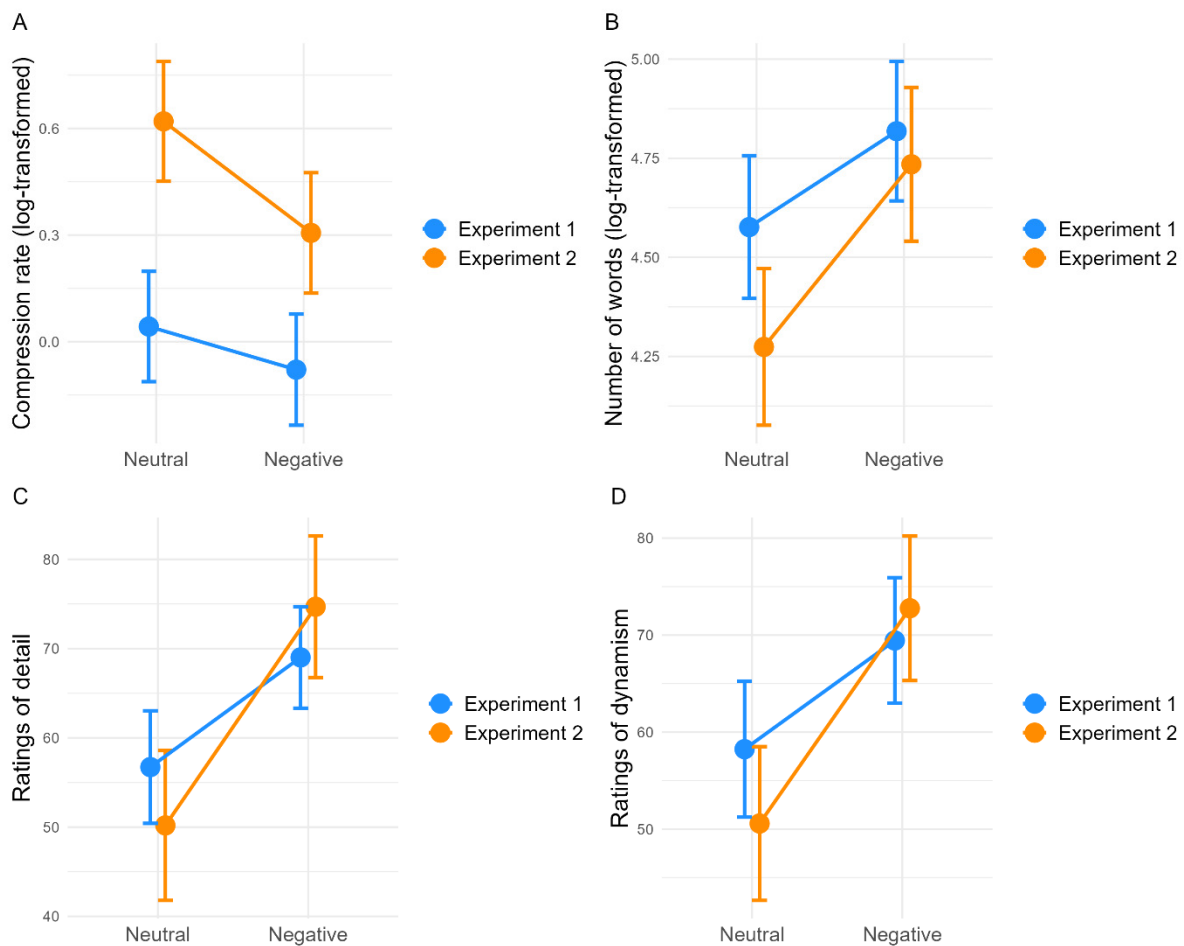 A
Compression rate (log-transformed)
0.6
0.3
0.0
Neutral
Negative
Experiment 1
Experiment 2
B
Number of words (log-transformed)
5.00
4.75
4.50
4.25
Neutral
Negative
Experiment 1
Experiment 2
C
Ratings of detail
80
70
60
50
40
Neutral
Negative
Experiment 1
Experiment 2
D
Ratings of dynamism
80
70
60
50
Neutral
Negative
Experiment 1
Experiment 2